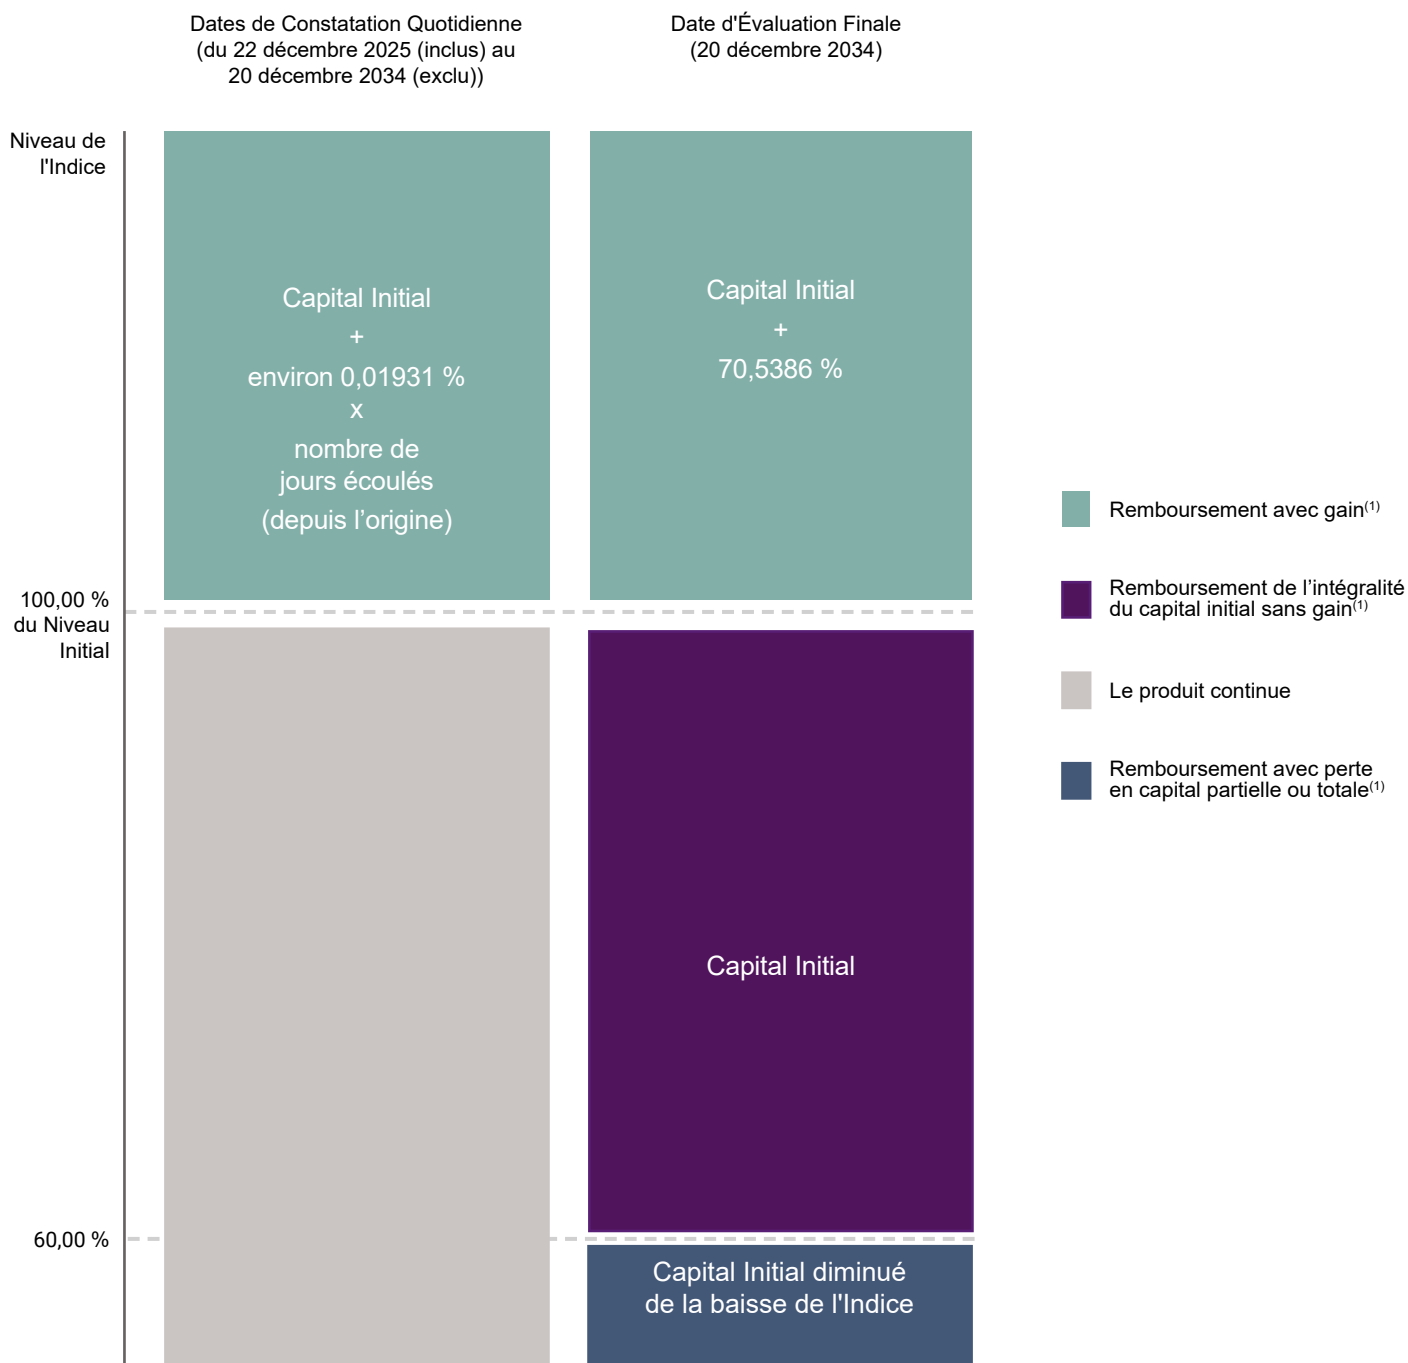 Dates de Constatation Quotidienne
(du 22 décembre 2025 (inclus) au
20 décembre 2034 (exclu))
Date d'Évaluation Finale
(20 décembre 2034)
Niveau de
l'Indice
Capital Initial
+
environ 0,01931 %
x
nombre de
jours écoulés
(depuis l’origine)
Capital Initial
+
70,5386 %
100,00 %
du Niveau
Initial
Capital Initial
60,00 %
Capital Initial diminué
de la baisse de l'Indice
Remboursement avec gain(1)
Remboursement de l’intégralité
du capital initial sans gain(1)
Le produit continue
Remboursement avec perte
en capital partielle ou totale(1)